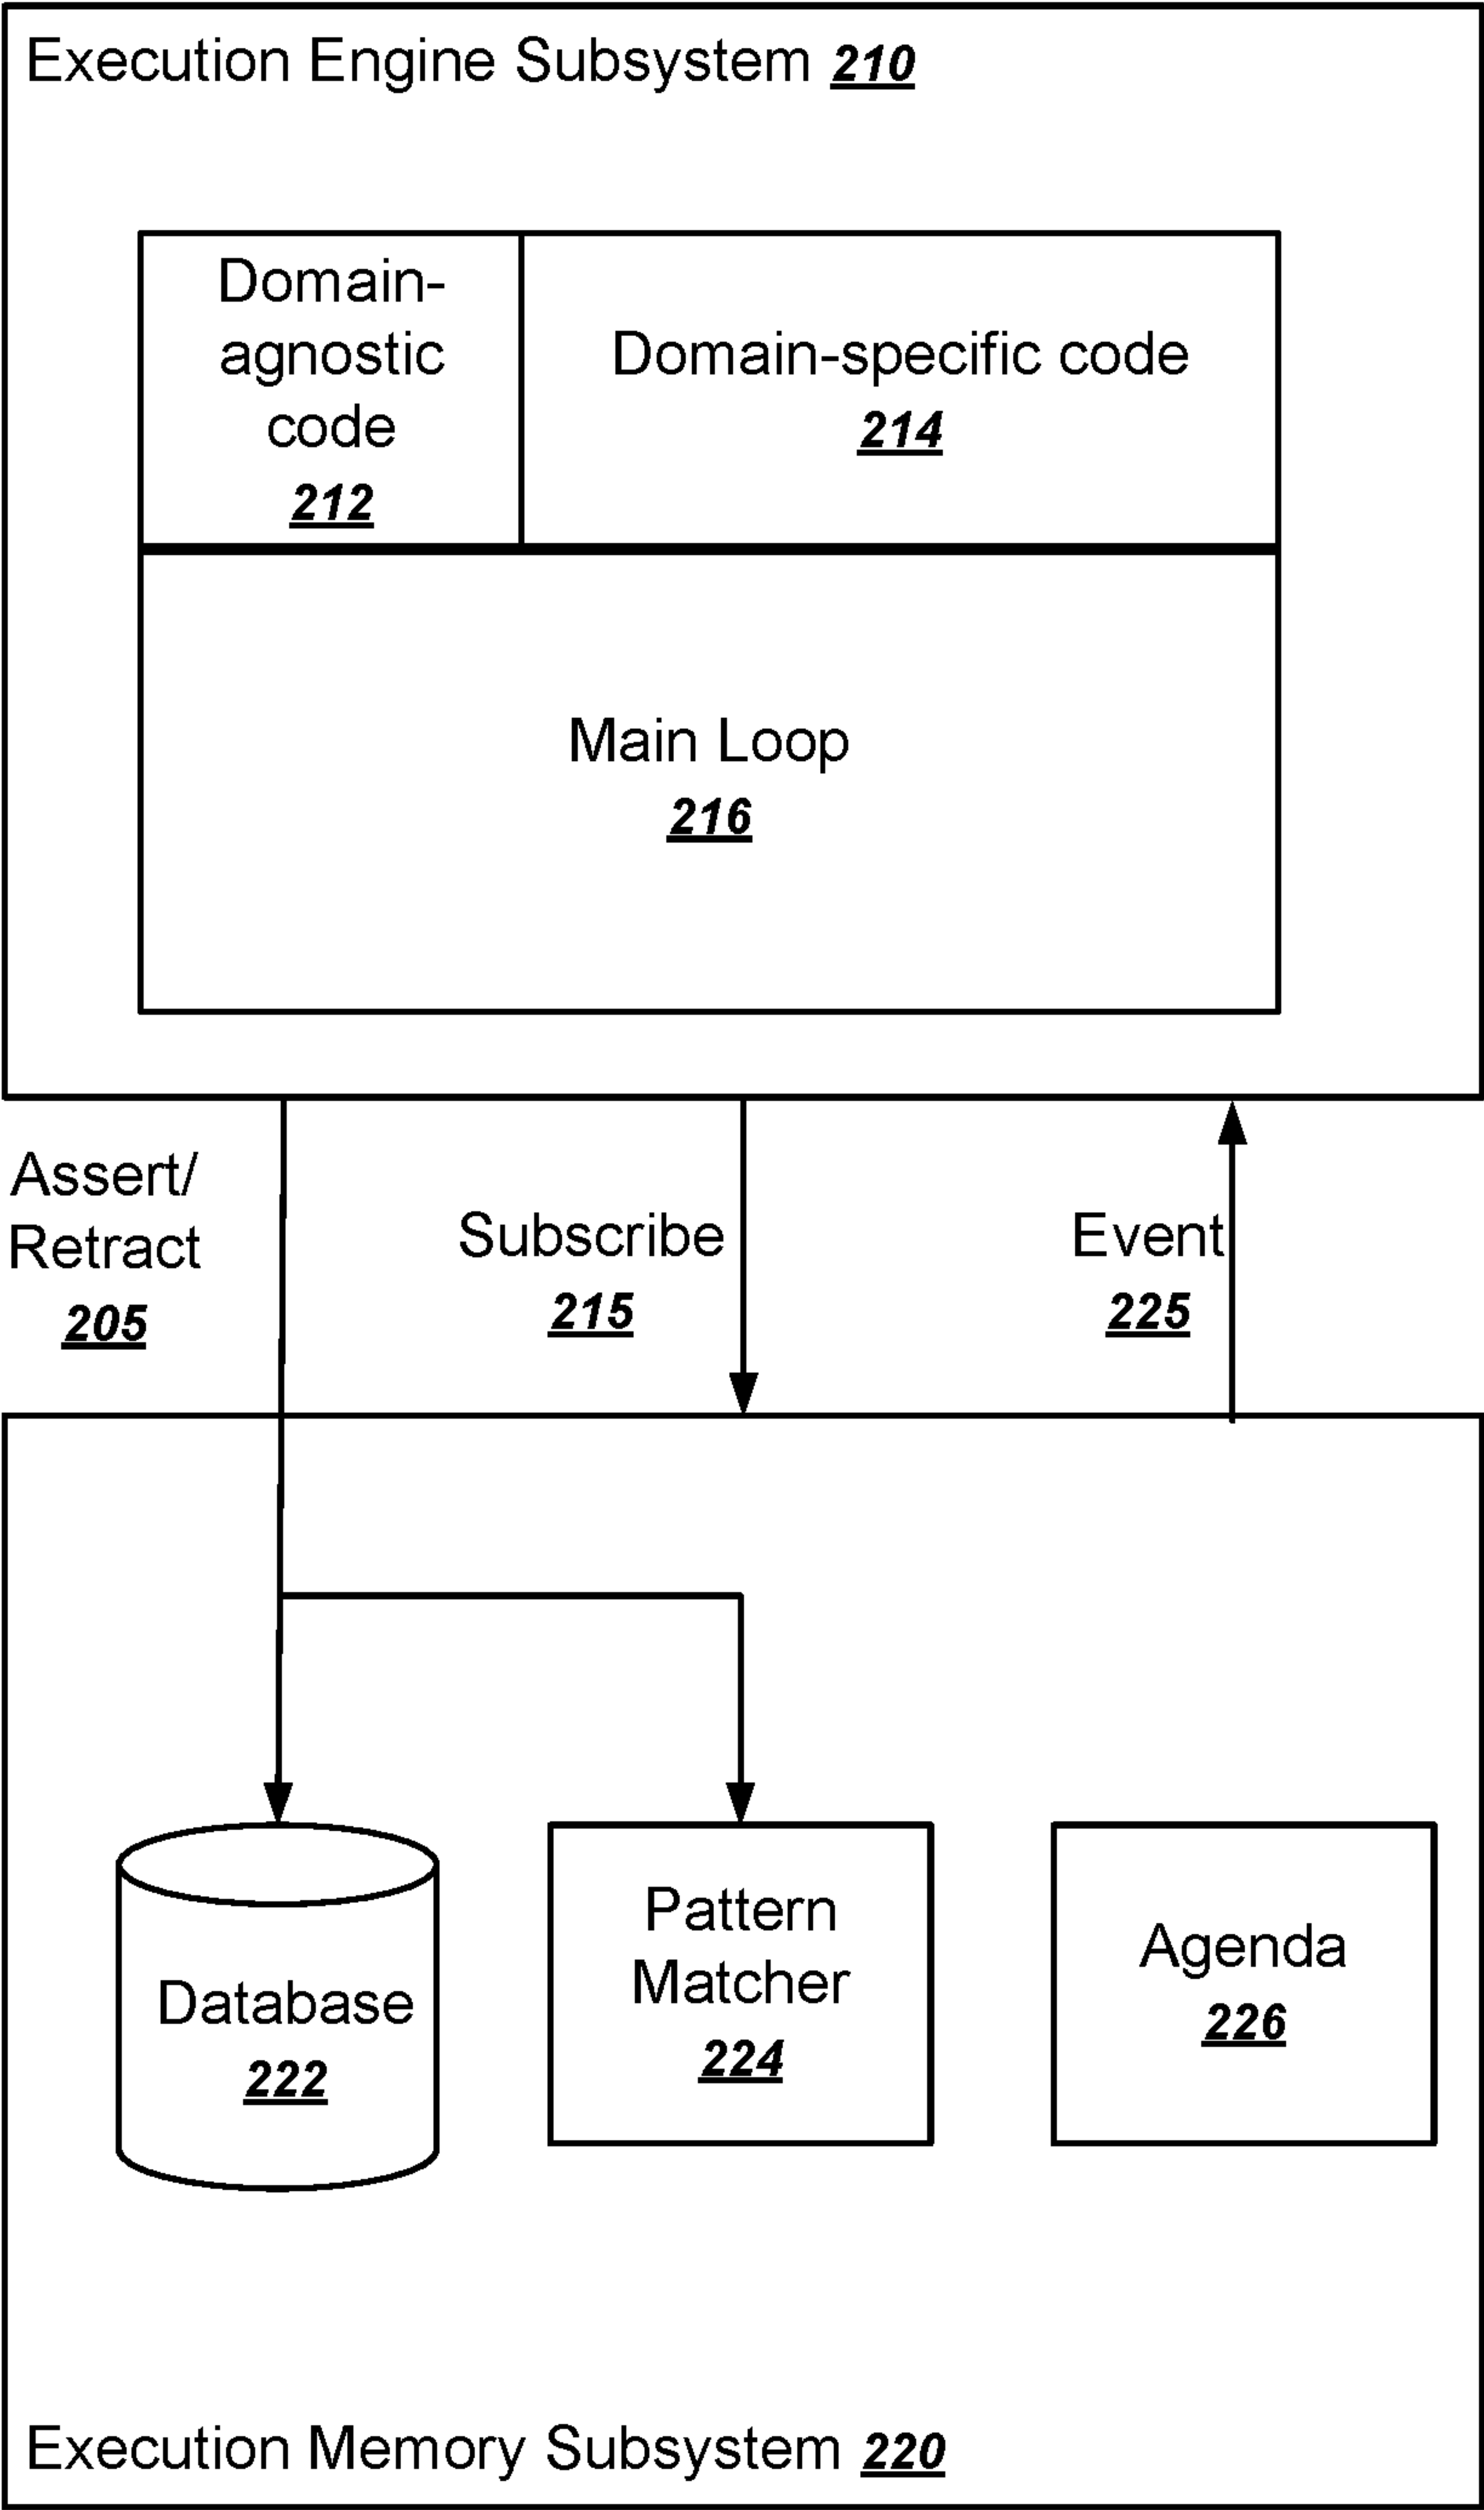 Execution Engine Subsystem 210
Domain-
agnostic
code
212
Domain-specific code
214
Main Loop
216
Assert/
Retract
205
Subscribe
215
Event
225
Database
222
Pattern
Matcher
224
Agenda
226
Execution Memory Subsystem 220